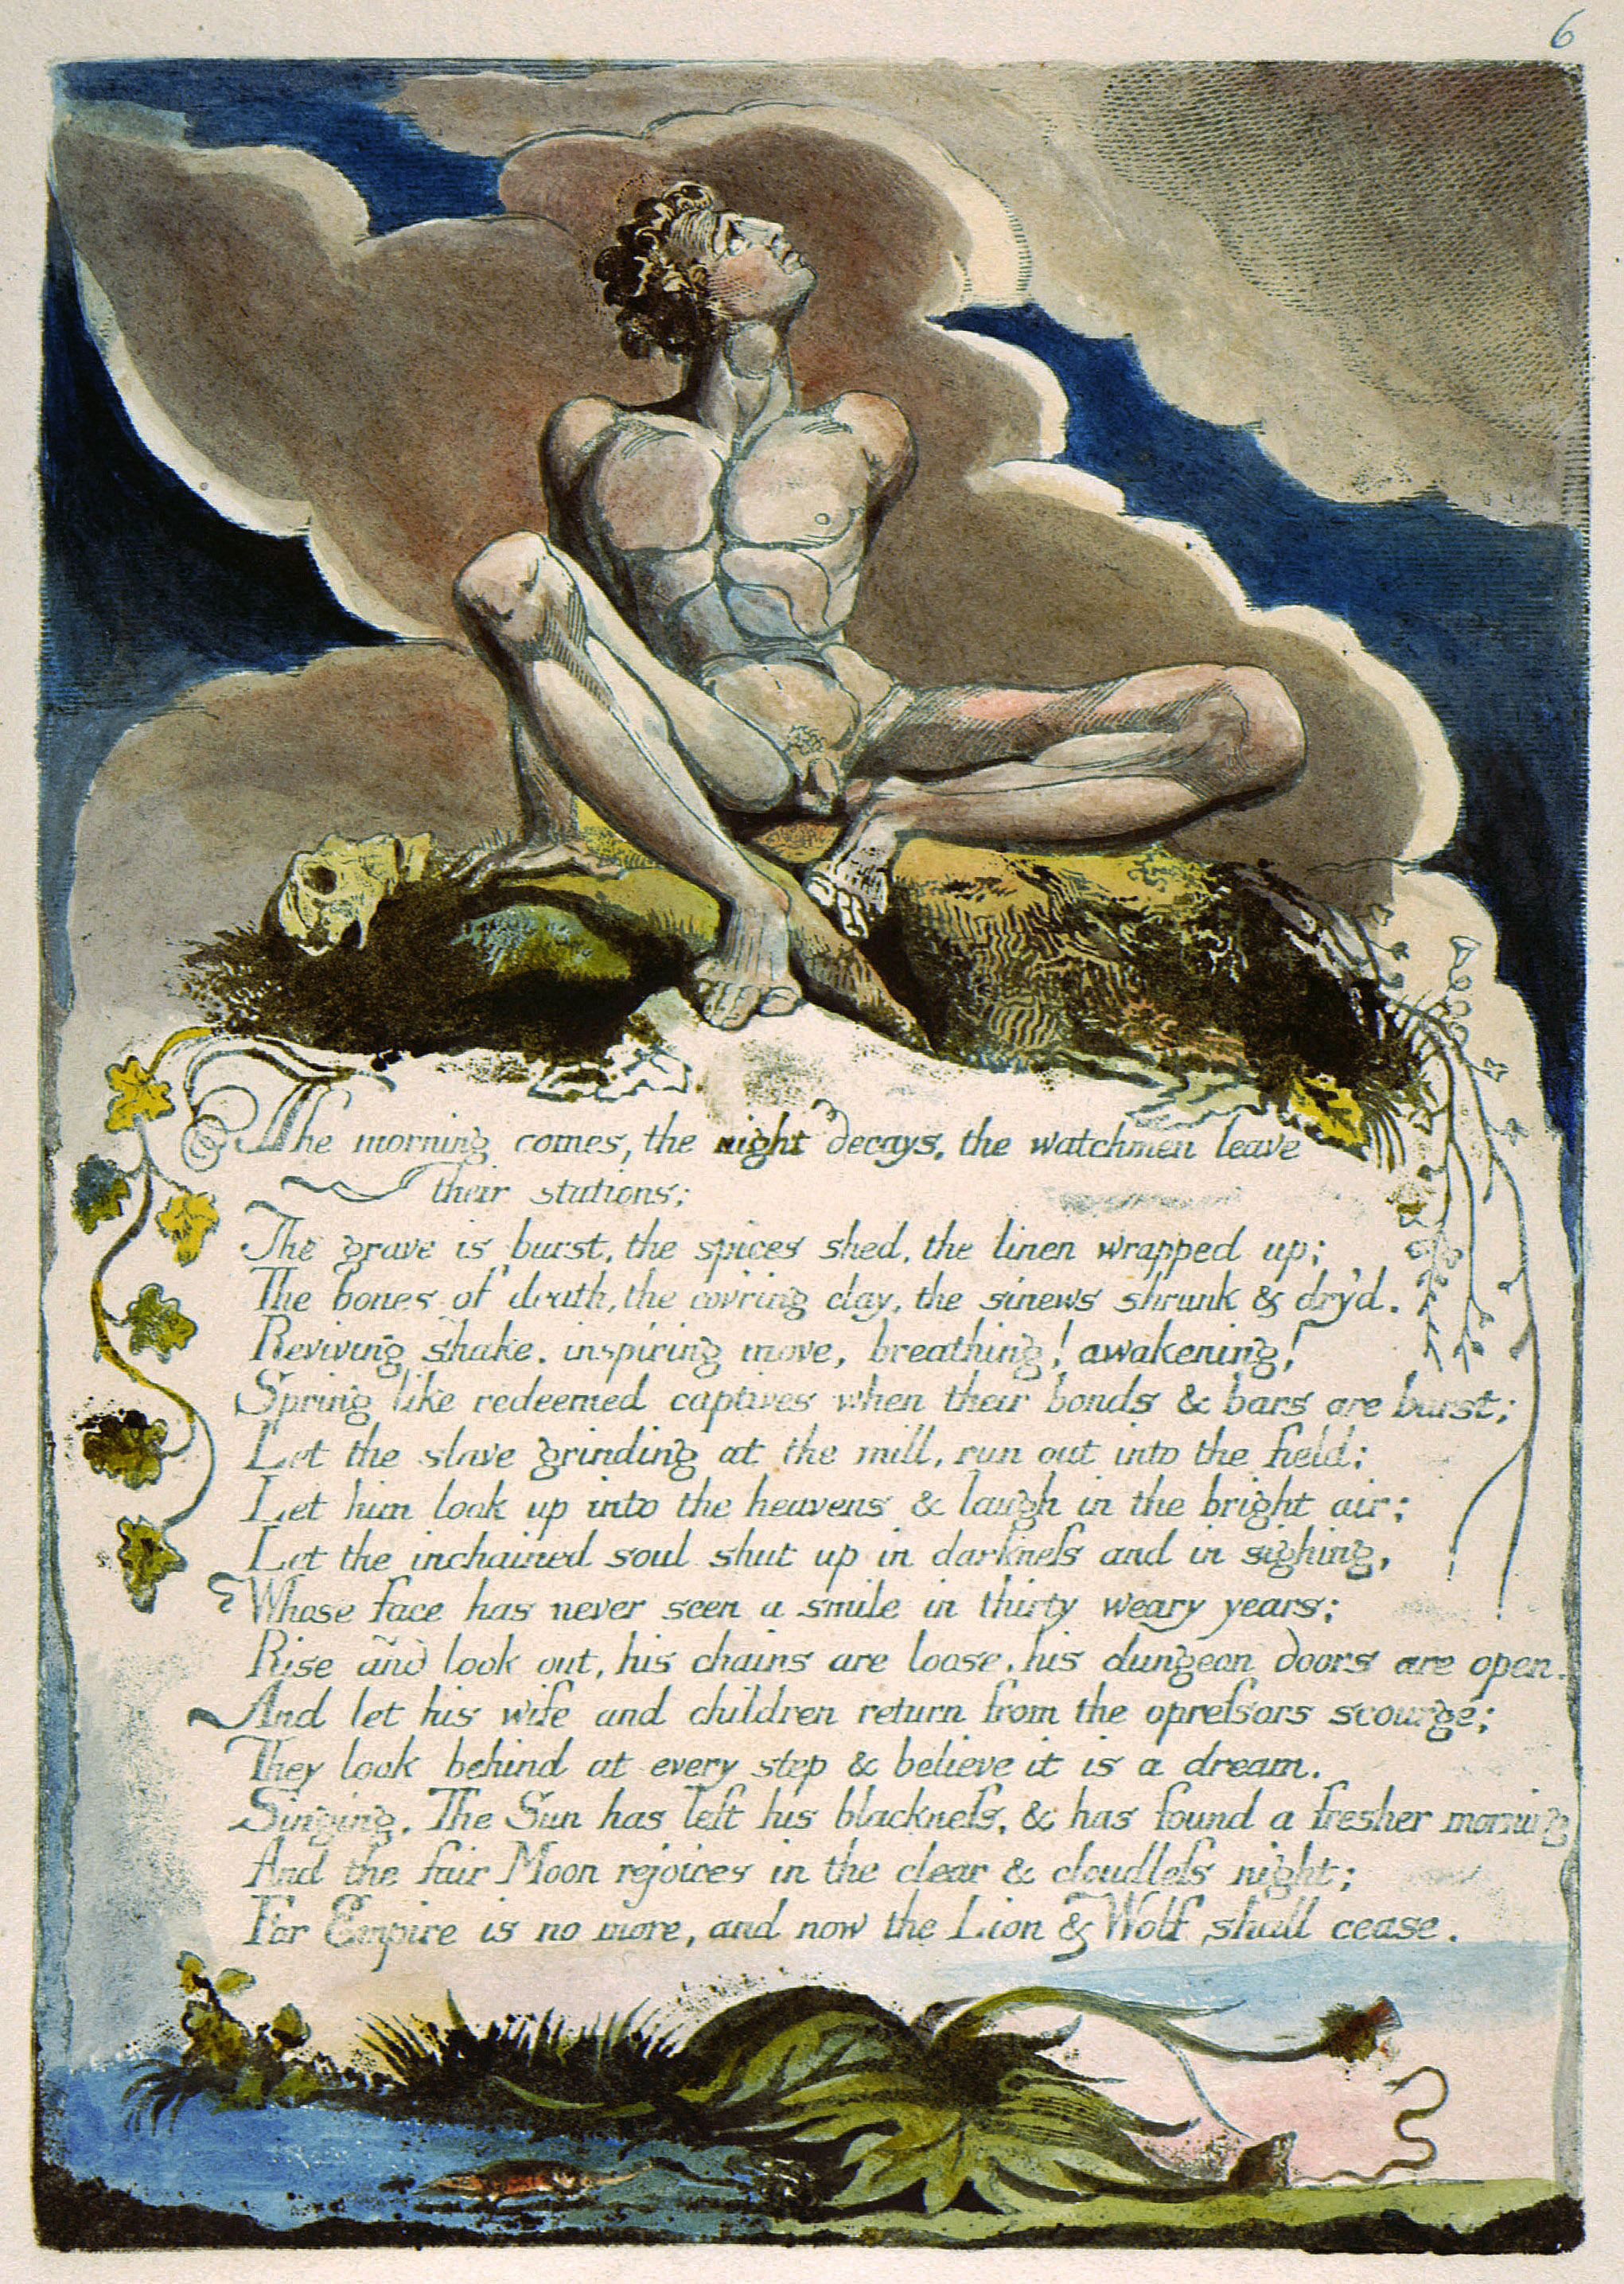 6
The morning comes, the night decays, the watchmen leave
their stations;
The grave is burst, the spices shed, the linen wrapped up;
The bones of death, the cov'ring clay, the sinews shrunk & dry'd.
Reviving shake, inspiring move, breathing! awakening!
Spring like redeemed captives when their bonds & bars are burst;
Let the slave grinding at the mill, run out into the field:
Let him look up into the heavens & laugh in the bright air;
Let the inchained soul shut up in darkneſs and in sighing,
Whose face has never seen a smile in thirty weary years;
Rise and look out, his chains are loose, his dungeon doors are open.
And let his wife and children return from the opreſsors scourge;
They look behind at every step & believe it is a dream.
Singing. The Sun has left his blackneſs, & has found a fresher morning
And the fair Moon rejoices in the clear & cloudleſs night;
For Empire is no more, and now the Lion & Wolf shall cease.